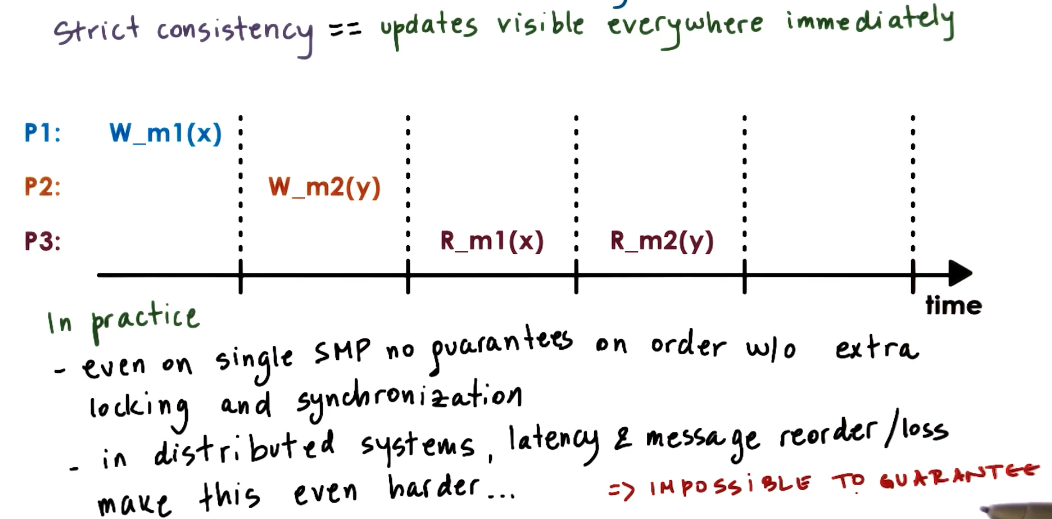 Strict consistency == updates visible everywhere immediately
P1: W_m1(x)
P2: W_m2(y)
P3: R_m1(x) R_m2(y)
time
In practice
- even on single SMP no guarantees on order w/o extra
locking and synchronization
- in distributed systems, latency & message reorder/loss
make this even harder...
=> IMPOSSIBLE TO GUARANTEE